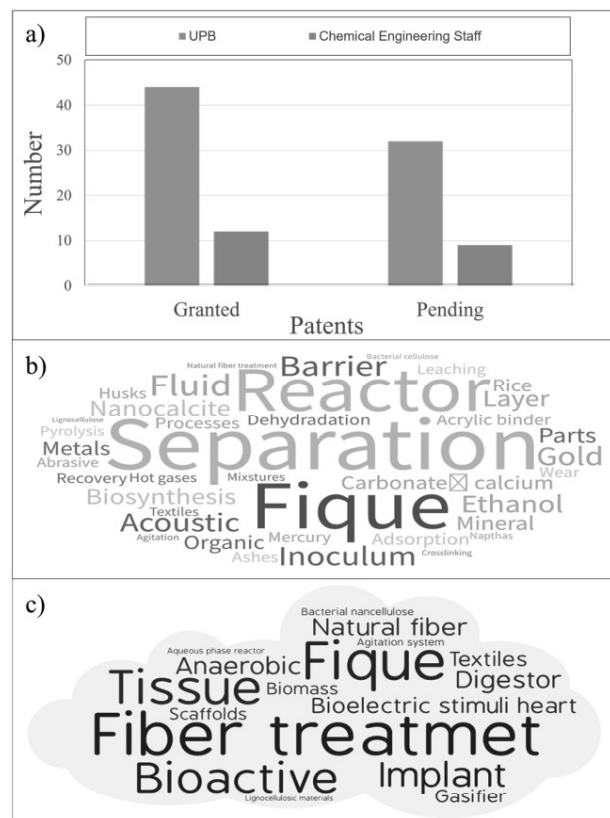 a)
UPB Chemical Engineering Staff
50
40
30
20
10
0
Number
Granted Pending
Patents
b)
Natural fiber treatment Barrier Bacterial cellulose
Leaching
Husks Fluid Reactor Rice
Nanocalcite Layer
Lignocellulose Processes Dehydradation Acrylic binder
Pyrolysis Separation Parts
Metals Gold
Abrasive Wear
Recovery Hot gases Mixstures Carbonate calcium
Biosynthesis Fique Ethanol
Textiles
Acoustic Mineral
Agitation Organic Mercury Adsorption Napthas
Ashes Inoculum Crosslinking
c)
Bacterial nancellulose
Natural fiber
Aqueous phase reactor Agitation system
Anaerobic Fique Textiles
Tissue Biomass Digestor
Scaffolds Bioelectric stimuli heart
Fiber treatmet
Bioactive Implant
Lignocellulosic materials Gasifier